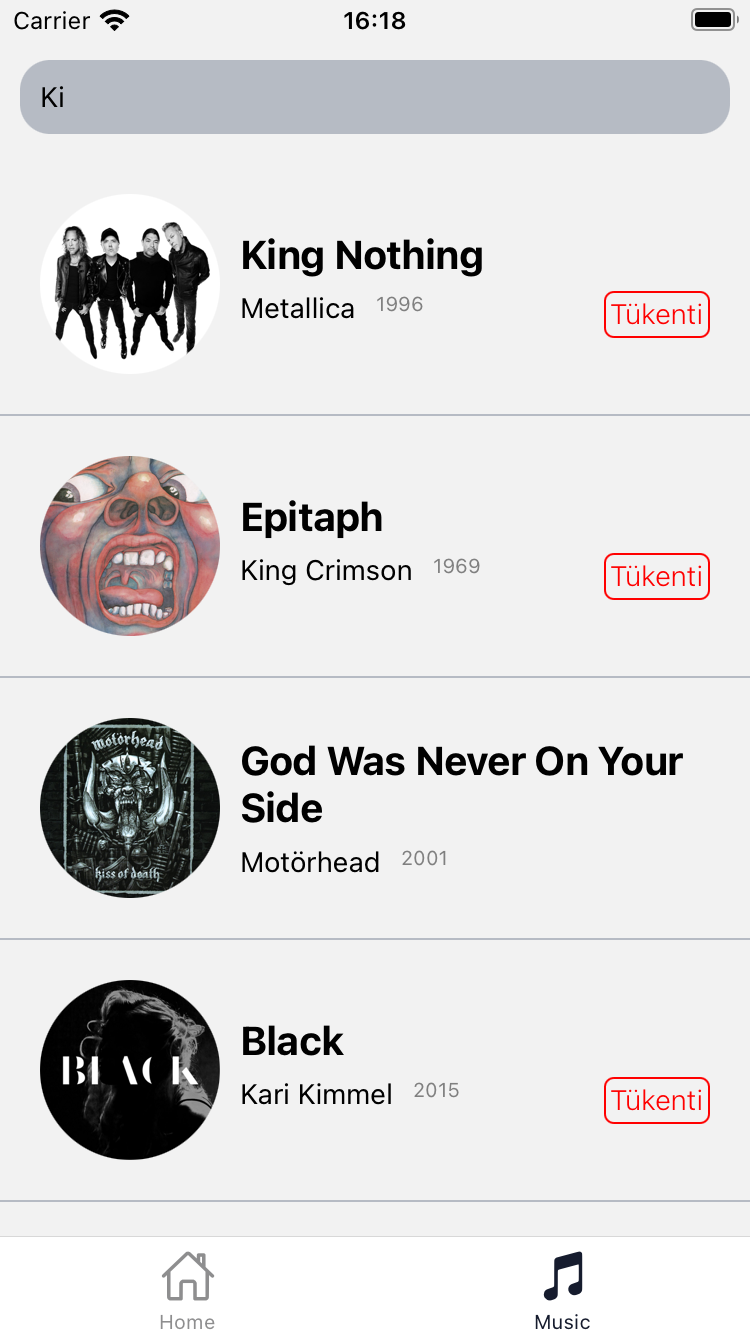 Carrier 16:18
Ki
King Nothing
Metallica 1996
Tükenti
Epitaph
King Crimson 1969
Tükenti
motörhead
kiss of death
God Was Never On Your
Side
Motörhead 2001
BLACK
Black
Kari Kimmel 2015
Tükenti
Home Music